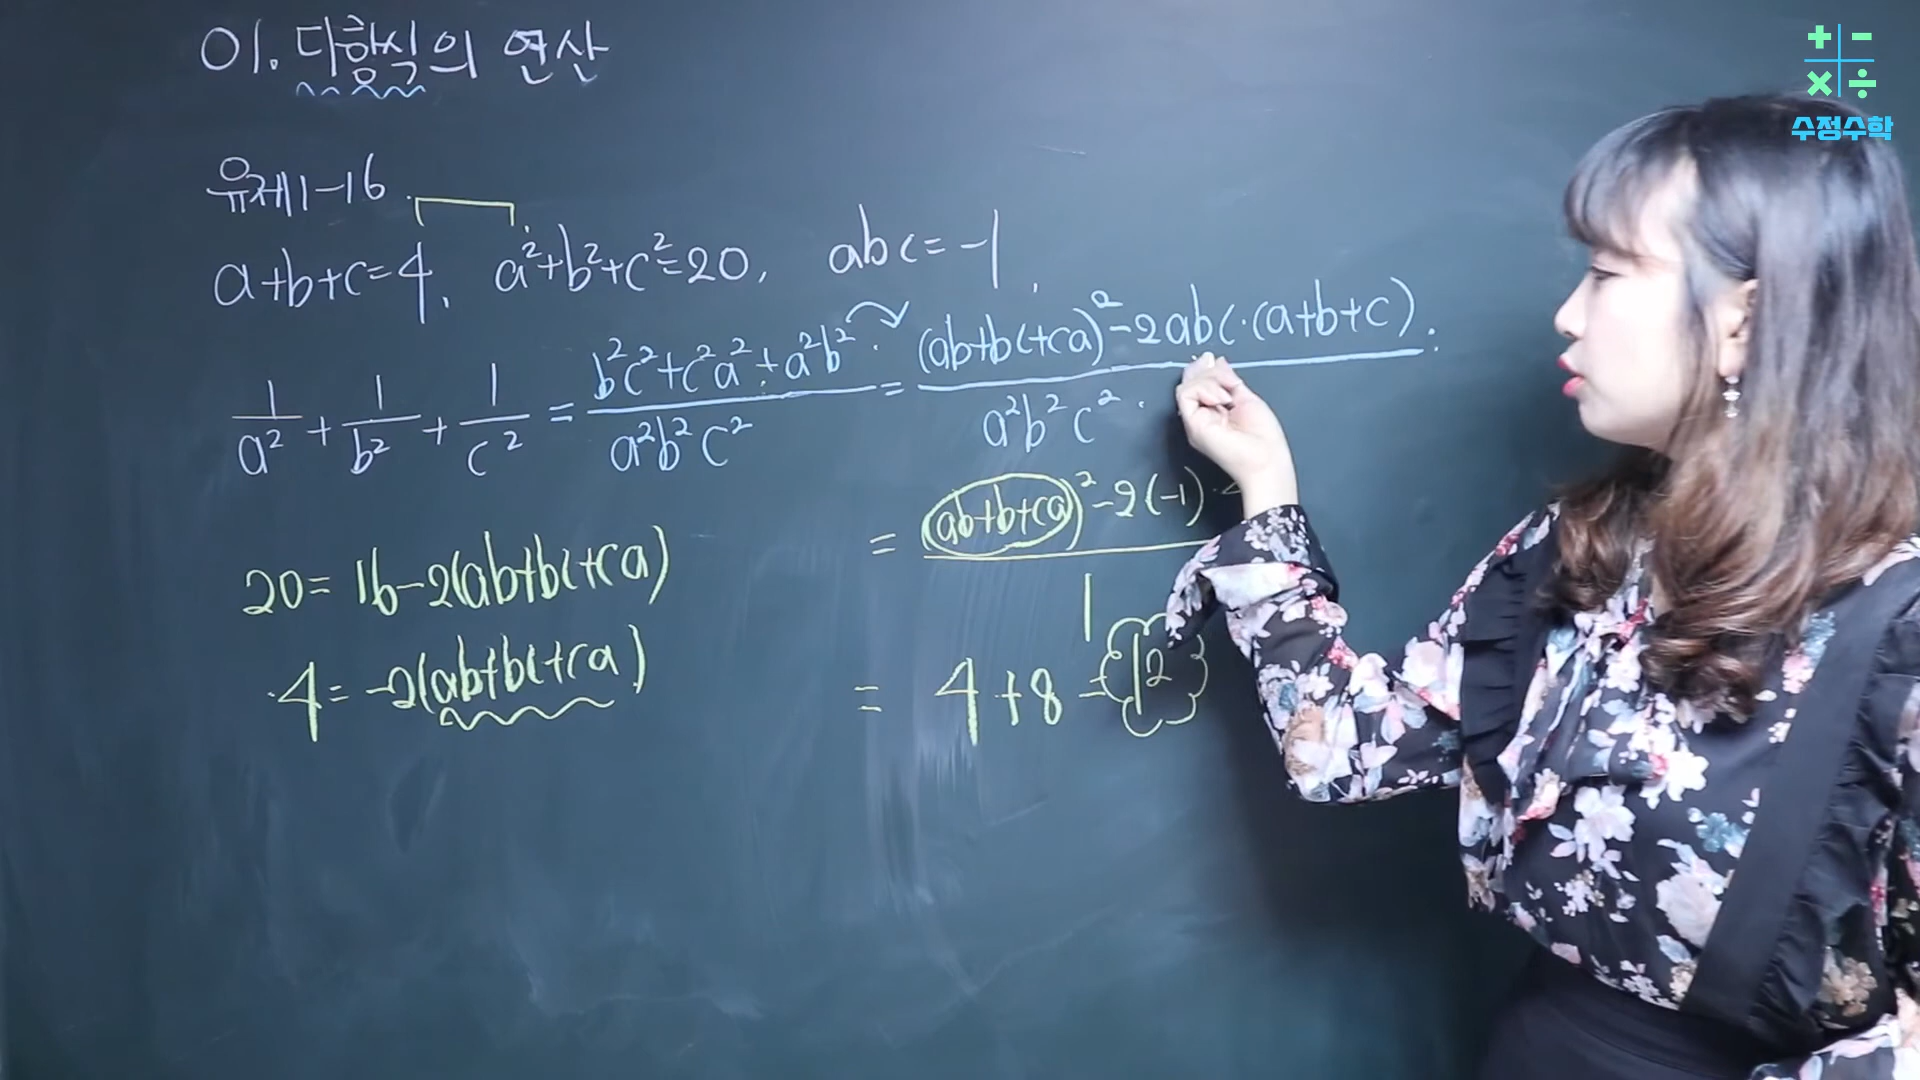 01. 다항식의 연산
수정수학
유제 1-16
a+b+c=4, a²+b²+c²=20, abc=-1.
1/a² + 1/b² + 1/c² = (b²c²+c²a²+a²b²)/(a²b²c²) = ((ab+bc+ca)²-2abc·(a+b+c))/(a²b²c²)
= ((ab+b+ca)²-2(-1)·4)/1
20=16-2(ab+bc+ca)
4=-2(ab+bc+ca)
= 4+8=12